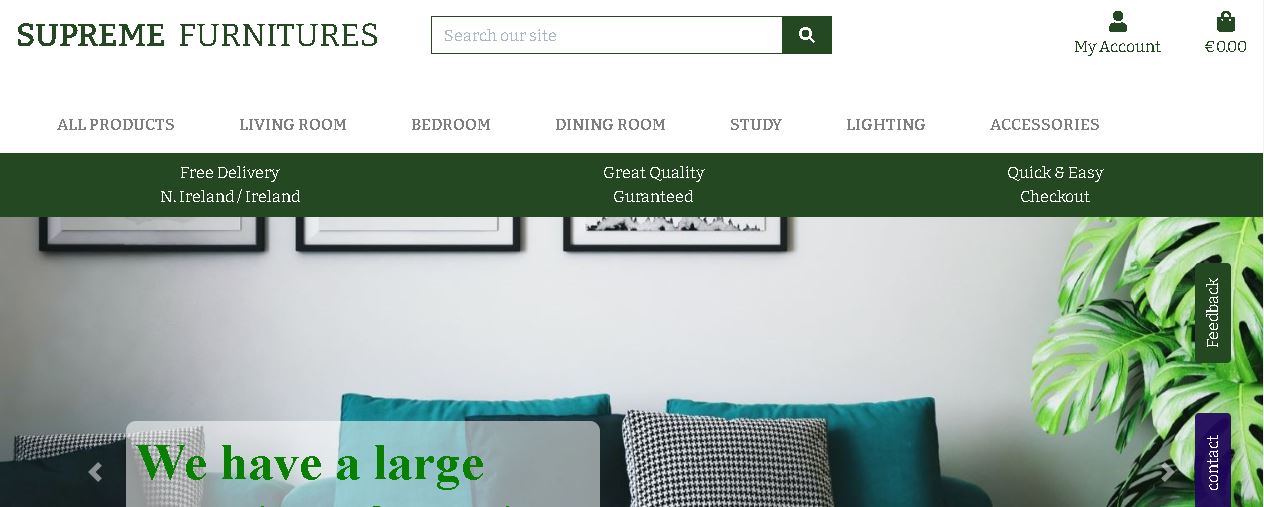 SUPREME FURNITURES
Search our site
My Account
€0.00
ALL PRODUCTS
LIVING ROOM
BEDROOM
DINING ROOM
STUDY
LIGHTING
ACCESSORIES
Free Delivery
N. Ireland / Ireland
Great Quality
Guranteed
Quick & Easy
Checkout
Feedback
We have a large
contact